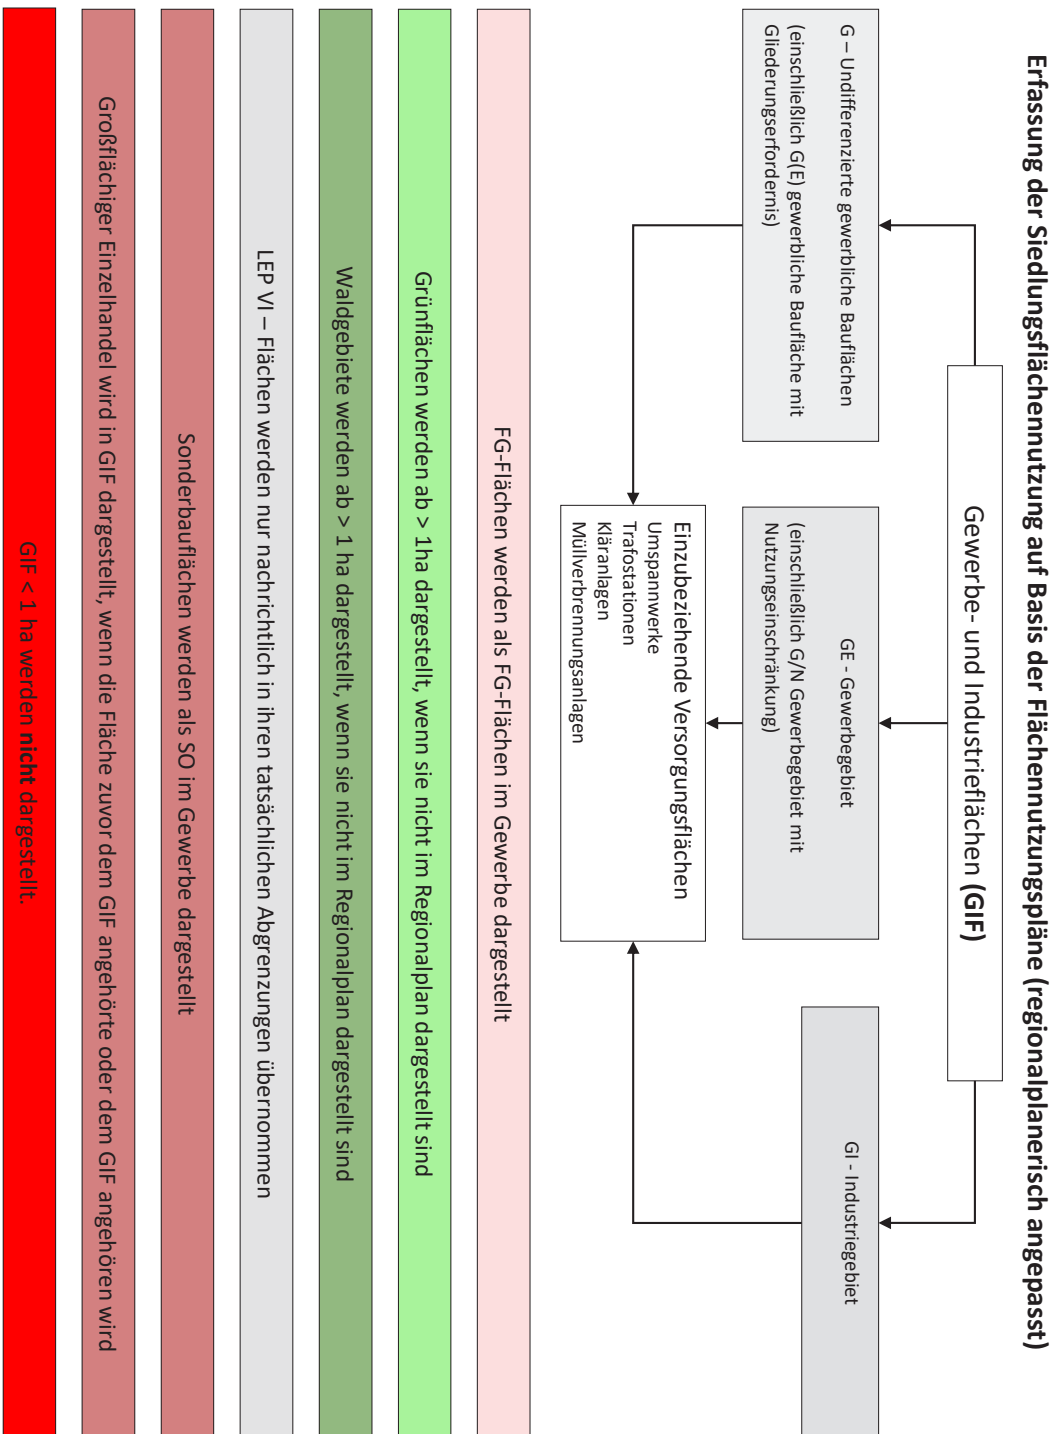 Erfassung der Siedlungsflächennutzung auf Basis der Flächennutzungspläne (regionalplanerisch angepasst)
Gewerbe- und Industrieflächen (GIF)
G – Undifferenzierte gewerbliche Bauflächen
(einschließlich G(E) gewerbliche Baufläche mit
Gliederungserfordernis)
GE - Gewerbegebiet
(einschließlich G/N Gewerbegebiet mit
Nutzungseinschränkung)
GI - Industriegebiet
Einzubeziehende Versorgungsflächen
Umspannwerke
Trafostationen
Kläranlagen
Müllverbrennungsanlagen
FG-Flächen werden als FG-Flächen im Gewerbe dargestellt
Grünflächen werden ab > 1ha dargestellt, wenn sie nicht im Regionalplan dargestellt sind
Waldgebiete werden ab > 1 ha dargestellt, wenn sie nicht im Regionalplan dargestellt sind
LEP VI – Flächen werden nur nachrichtlich in ihren tatsächlichen Abgrenzungen übernommen
Sonderbauflächen werden als SO im Gewerbe dargestellt
Großflächiger Einzelhandel wird in GIF dargestellt, wenn die Fläche zuvor dem GIF angehörte oder dem GIF angehören wird
GIF < 1 ha werden nicht dargestellt.